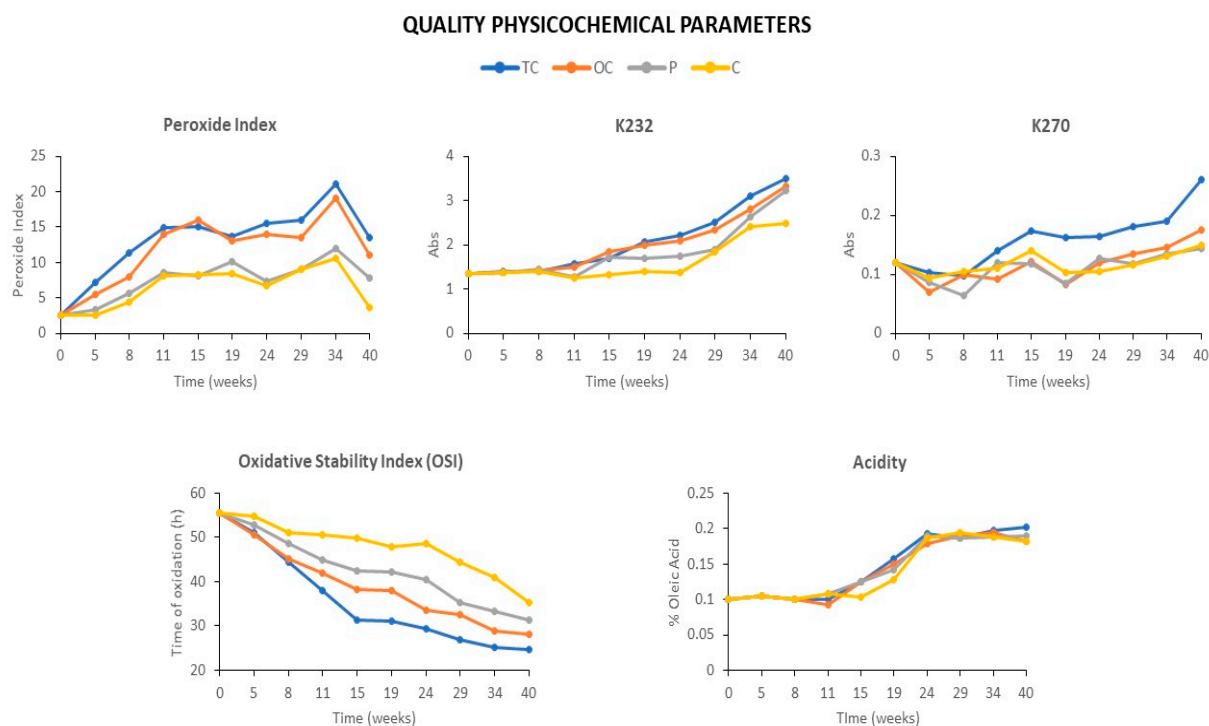 QUALITY PHYSICOCHEMICAL PARAMETERS
TC OC P C
Peroxide Index
Peroxide Index
25
20
15
10
5
0
0 5 8 11 15 19 24 29 34 40
Time (weeks)
K232
Abs
4
3
2
1
0
0 5 8 11 15 19 24 29 34 40
Time (weeks)
K270
Abs
0.3
0.2
0.1
0
0 5 8 11 15 19 24 29 34 40
Time (weeks)
Oxidative Stability Index (OSI)
Time of oxidation (h)
60
50
40
30
20
0 5 8 11 15 19 24 29 34 40
Time (weeks)
Acidity
% Oleic Acid
0.25
0.2
0.15
0.1
0.05
0
0 5 8 11 15 19 24 29 34 40
TIme (weeks)